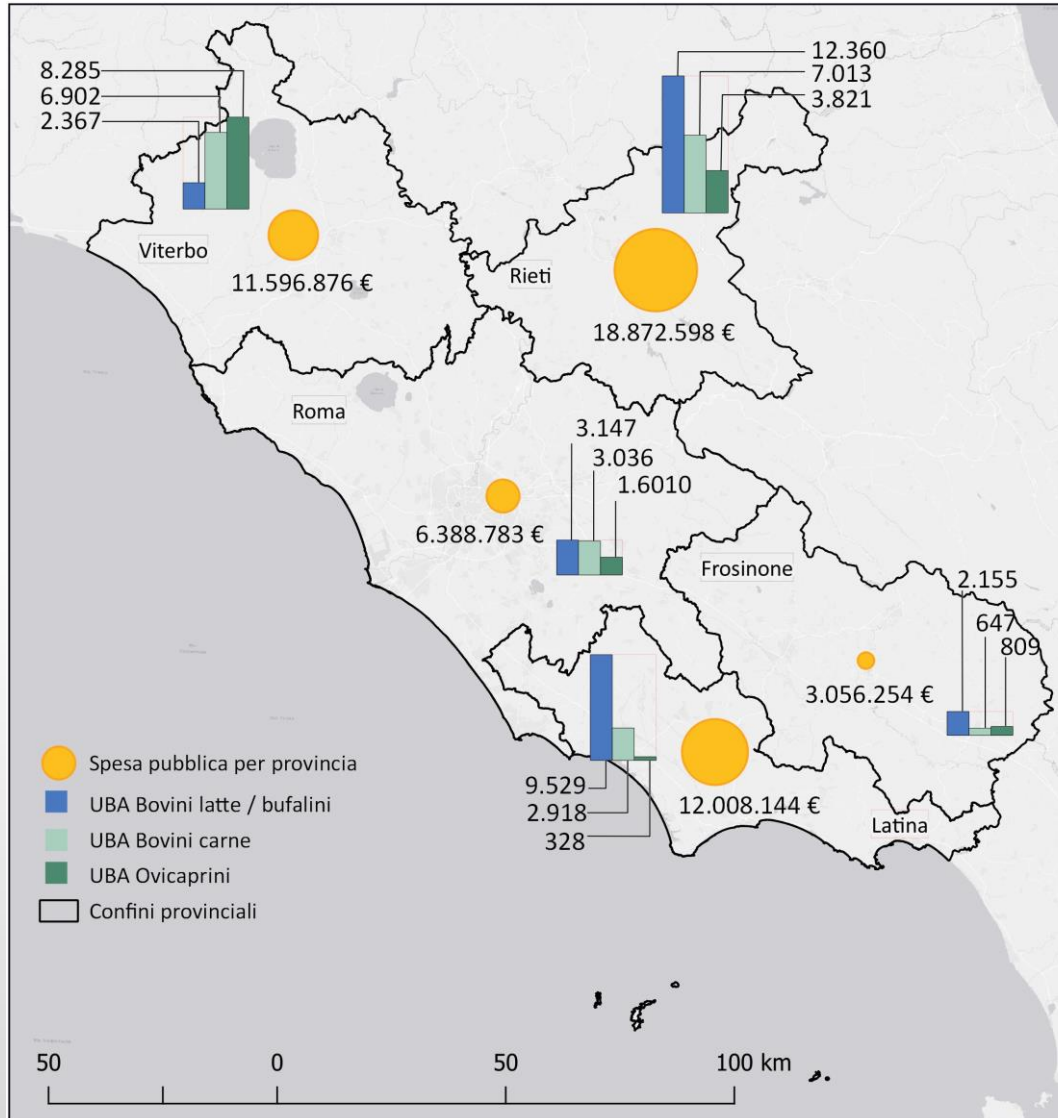 8.285
6.902
2.367
Viterbo
11.596.876 €
12.360
7.013
3.821
Rieti
18.872.598 €
Roma
3.147
3.036
1.6010
6.388.783 €
Frosinone
2.155
647
809
3.056.254 €
9.529
2.918
328
12.008.144 €
Latina
Spesa pubblica per provincia
UBA Bovini latte / bufalini
UBA Bovini carne
UBA Ovicaprini
Confini provinciali
50 0 50 100 km